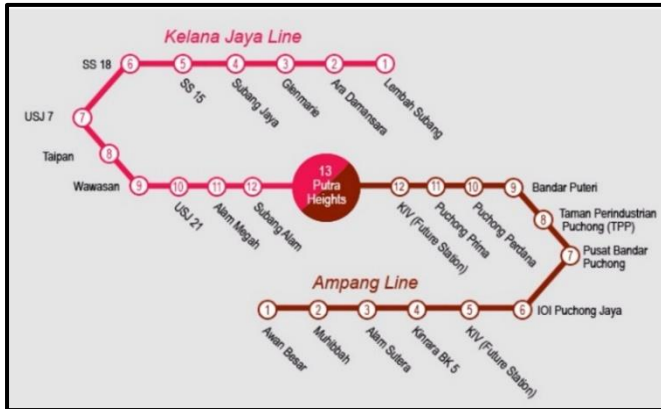 Kelana Jaya Line
SS 18
6
5
4
3
2
1
SS 15
Subang Jaya
Glenmarie
Ara Damansara
Lembah Subang
USJ 7
7
Taipan
8
Wawasan
9
10
11
12
USJ 21
Alam Megah
Subang Alam
13
Putra
Heights
12
11
10
9
Bandar Puteri
KIV (Future Station)
Puchong Prima
Puchong Perdana
8
Taman Perindustrian
Puchong (TPP)
7
Pusat Bandar
Puchong
Ampang Line
1
2
3
4
5
6
IOI Puchong Jaya
Awan Besar
Muhibbah
Alam Sutera
Kinrara BK 5
KIV (Future Station)